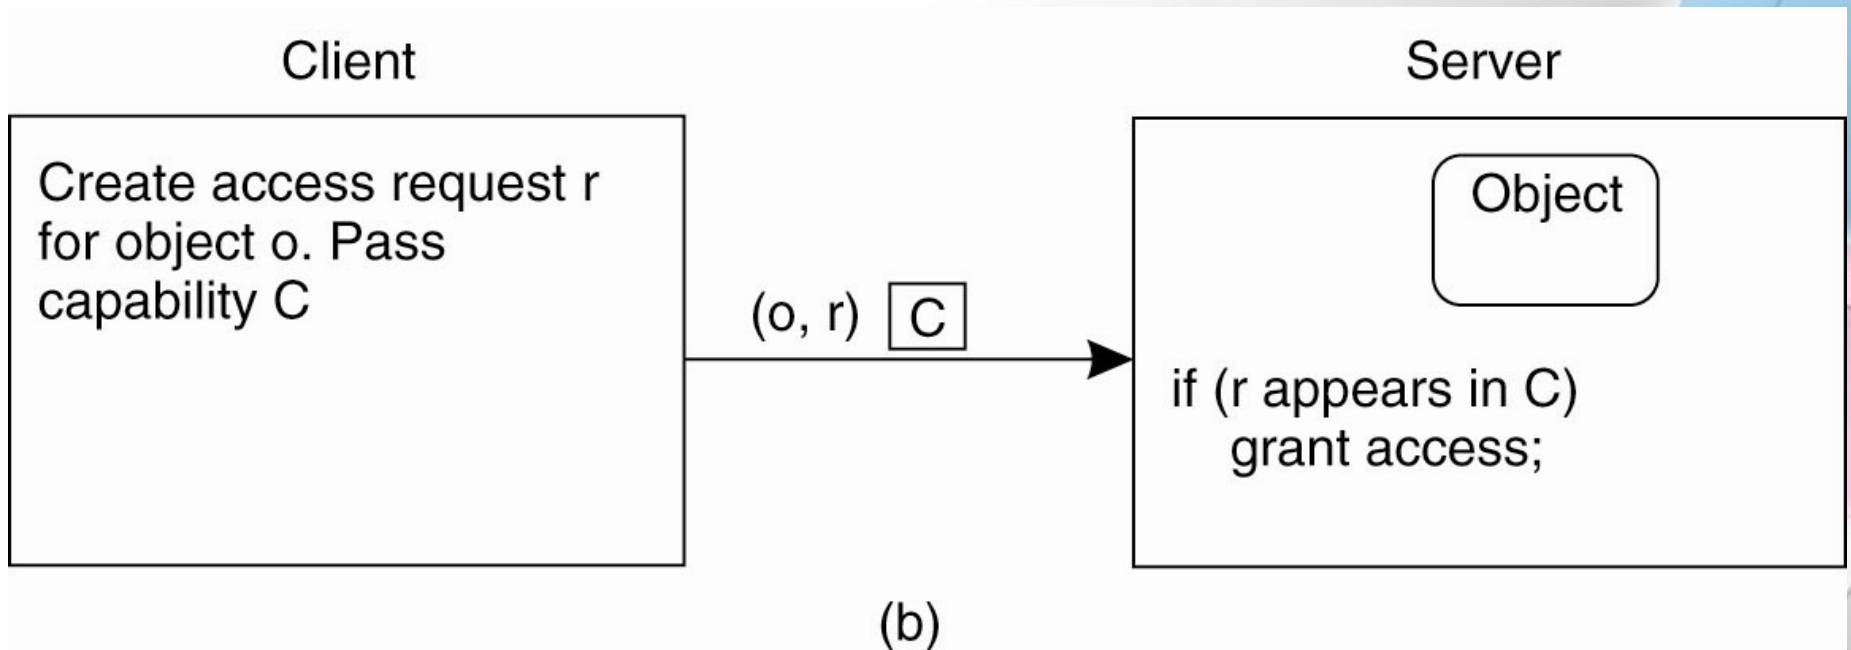 Client
Server
Create access request r
for object o. Pass
capability C
(o, r) C
Object
if (r appears in C)
grant access;
(b)